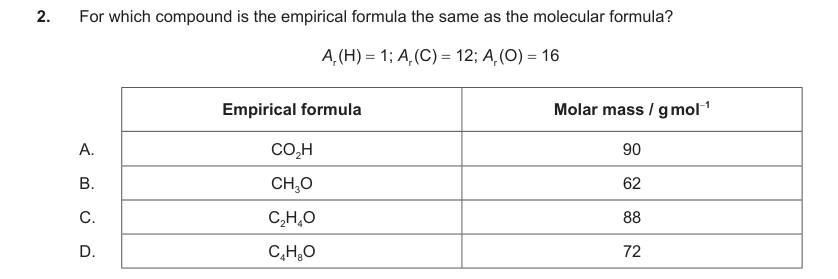 2. For which compound is the empirical formula the same as the molecular formula?
Aᵣ(H) = 1; Aᵣ(C) = 12; Aᵣ(O) = 16
Empirical formula Molar mass / g mol⁻¹
A. CO₂H 90
B. CH₃O 62
C. C₂H₄O 88
D. C₄H₈O 72